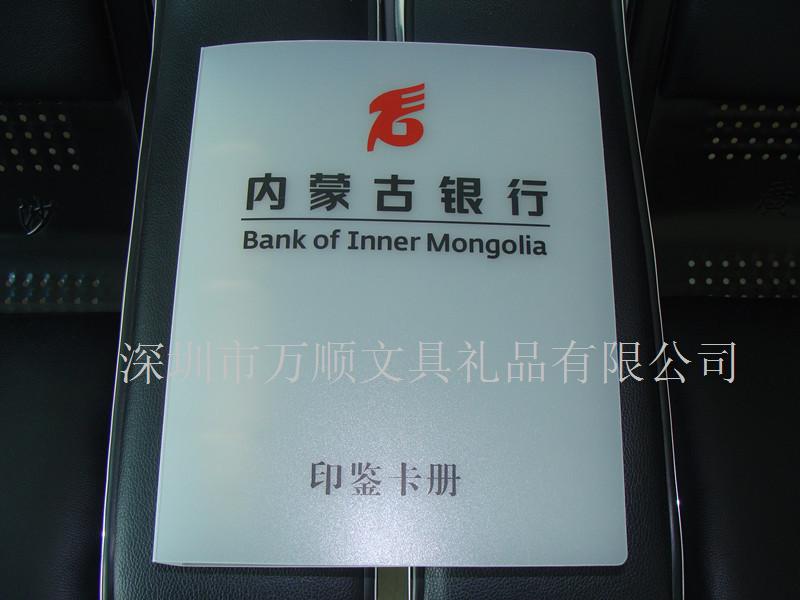 内蒙古银行
Bank of Inner Mongolia
深圳市万顺文具礼品有限公司
印鉴卡册